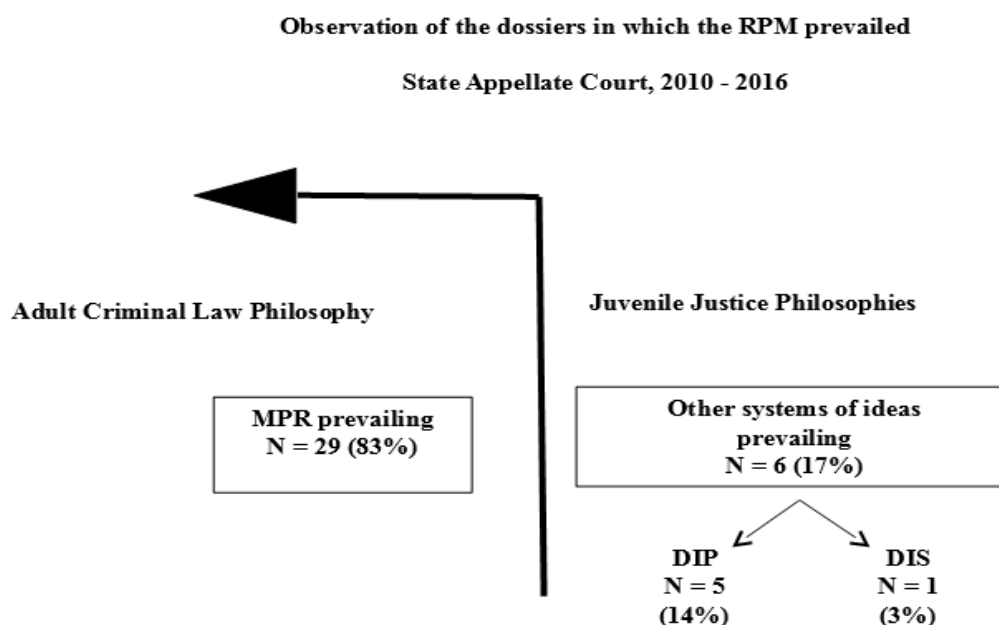 Observation of the dossiers in which the RPM prevailed
State Appellate Court, 2010 - 2016
Adult Criminal Law Philosophy
Juvenile Justice Philosophies
MPR prevailing
N = 29 (83%)
Other systems of ideas
prevailing
N = 6 (17%)
DIP
N = 5
(14%)
DIS
N = 1
(3%)